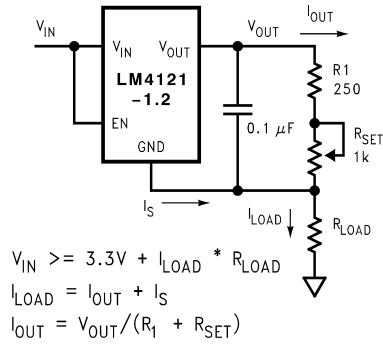 V_IN
V_IN
V_OUT
V_OUT
I_OUT
LM4121
-1.2
EN
GND
R1
250
0.1 µF
R_SET
1k
I_S
I_LOAD
R_LOAD
V_IN >= 3.3V + I_LOAD * R_LOAD
I_LOAD = I_OUT + I_S
I_OUT = V_OUT/(R_1 + R_SET)